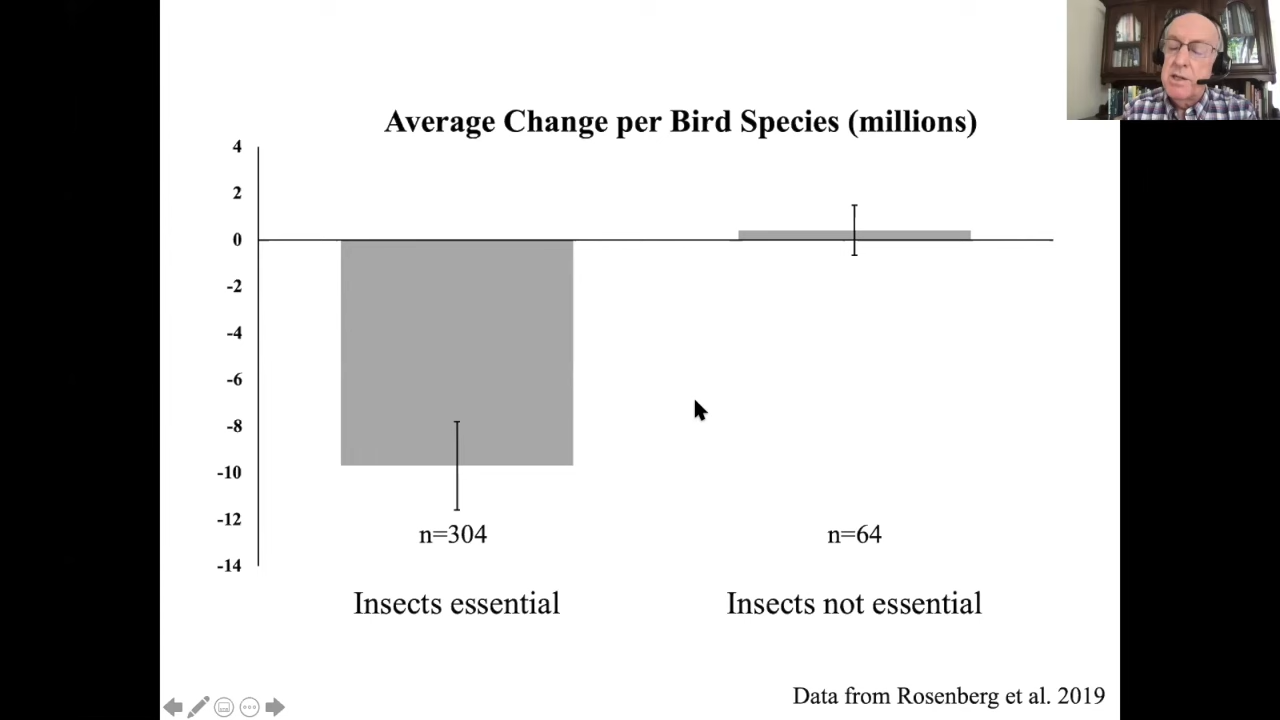 Average Change per Bird Species (millions)
4
2
0
-2
-4
-6
-8
-10
-12
-14
n=304
n=64
Insects essential
Insects not essential
Data from Rosenberg et al. 2019